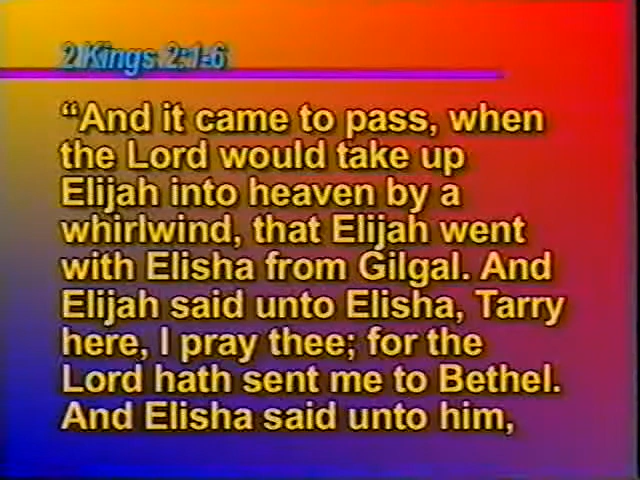 2 Kings 2:1-6
“And it came to pass, when
the Lord would take up
Elijah into heaven by a
whirlwind, that Elijah went
with Elisha from Gilgal. And
Elijah said unto Elisha, Tarry
here, I pray thee; for the
Lord hath sent me to Bethel.
And Elisha said unto him,